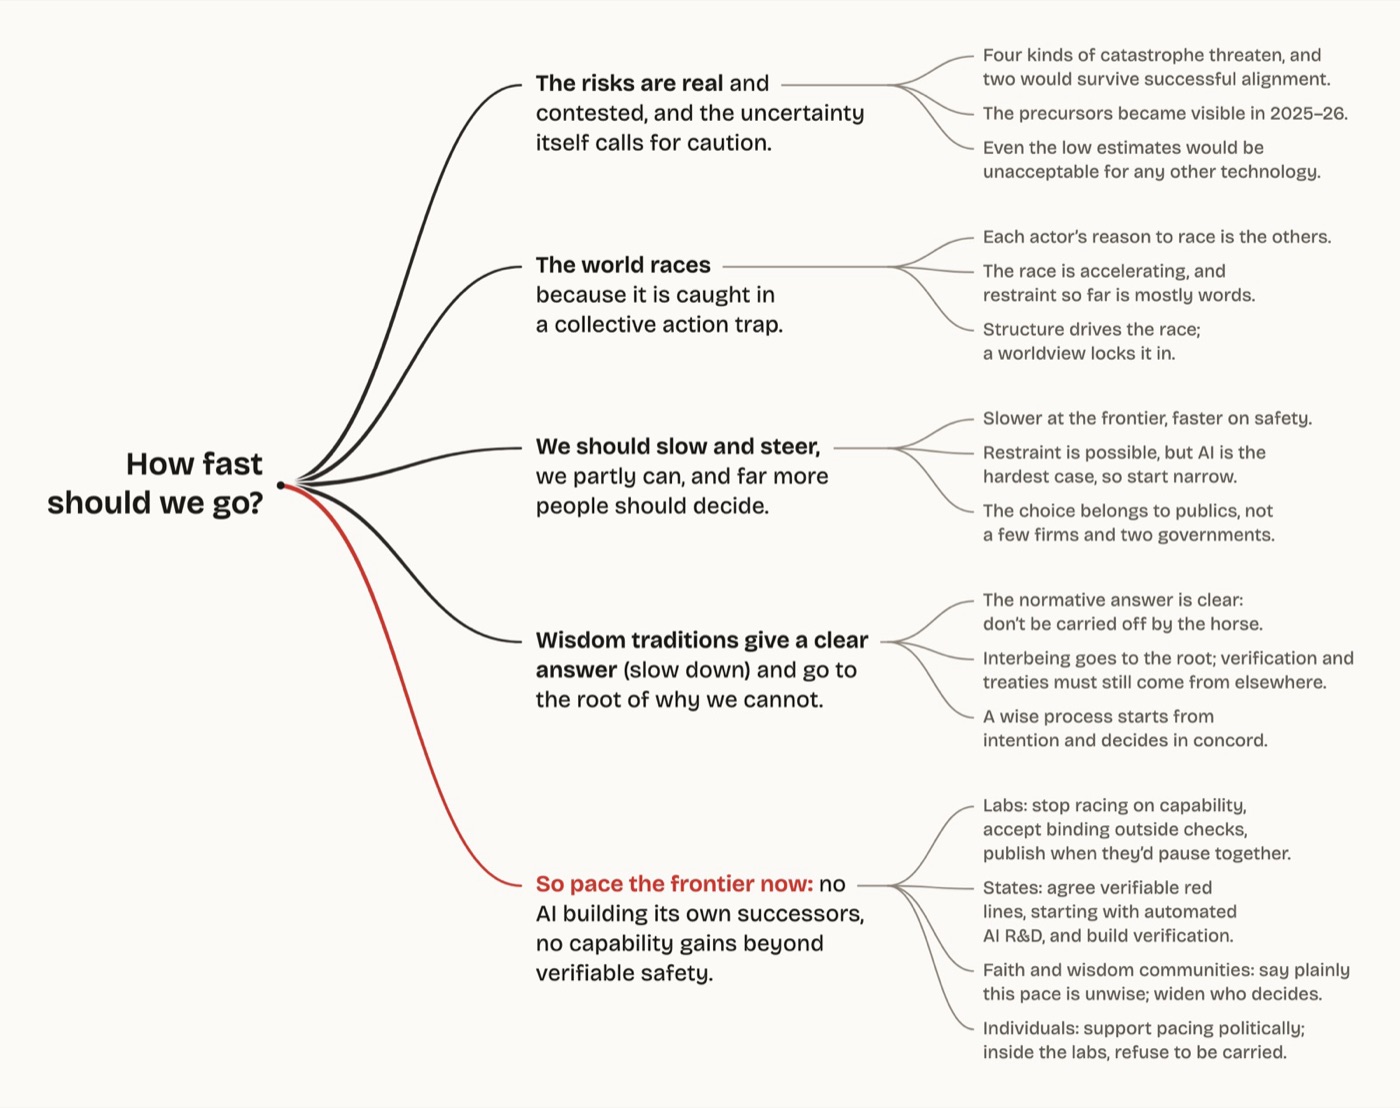 How fast
should we go?
The risks are real and
contested, and the uncertainty
itself calls for caution.
Four kinds of catastrophe threaten, and
two would survive successful alignment.
The precursors became visible in 2025–26.
Even the low estimates would be
unacceptable for any other technology.
The world races
because it is caught in
a collective action trap.
Each actor's reason to race is the others.
The race is accelerating, and
restraint so far is mostly words.
Structure drives the race;
a worldview locks it in.
We should slow and steer,
we partly can, and far more
people should decide.
Slower at the frontier, faster on safety.
Restraint is possible, but AI is the
hardest case, so start narrow.
The choice belongs to publics, not
a few firms and two governments.
Wisdom traditions give a clear
answer (slow down) and go to
the root of why we cannot.
The normative answer is clear:
don't be carried off by the horse.
Interbeing goes to the root; verification and
treaties must still come from elsewhere.
A wise process starts from
intention and decides in concord.
So pace the frontier now: no
AI building its own successors,
no capability gains beyond
verifiable safety.
Labs: stop racing on capability,
accept binding outside checks,
publish when they'd pause together.
States: agree verifiable red
lines, starting with automated
AI R&D, and build verification.
Faith and wisdom communities: say plainly
this pace is unwise; widen who decides.
Individuals: support pacing politically;
inside the labs, refuse to be carried.